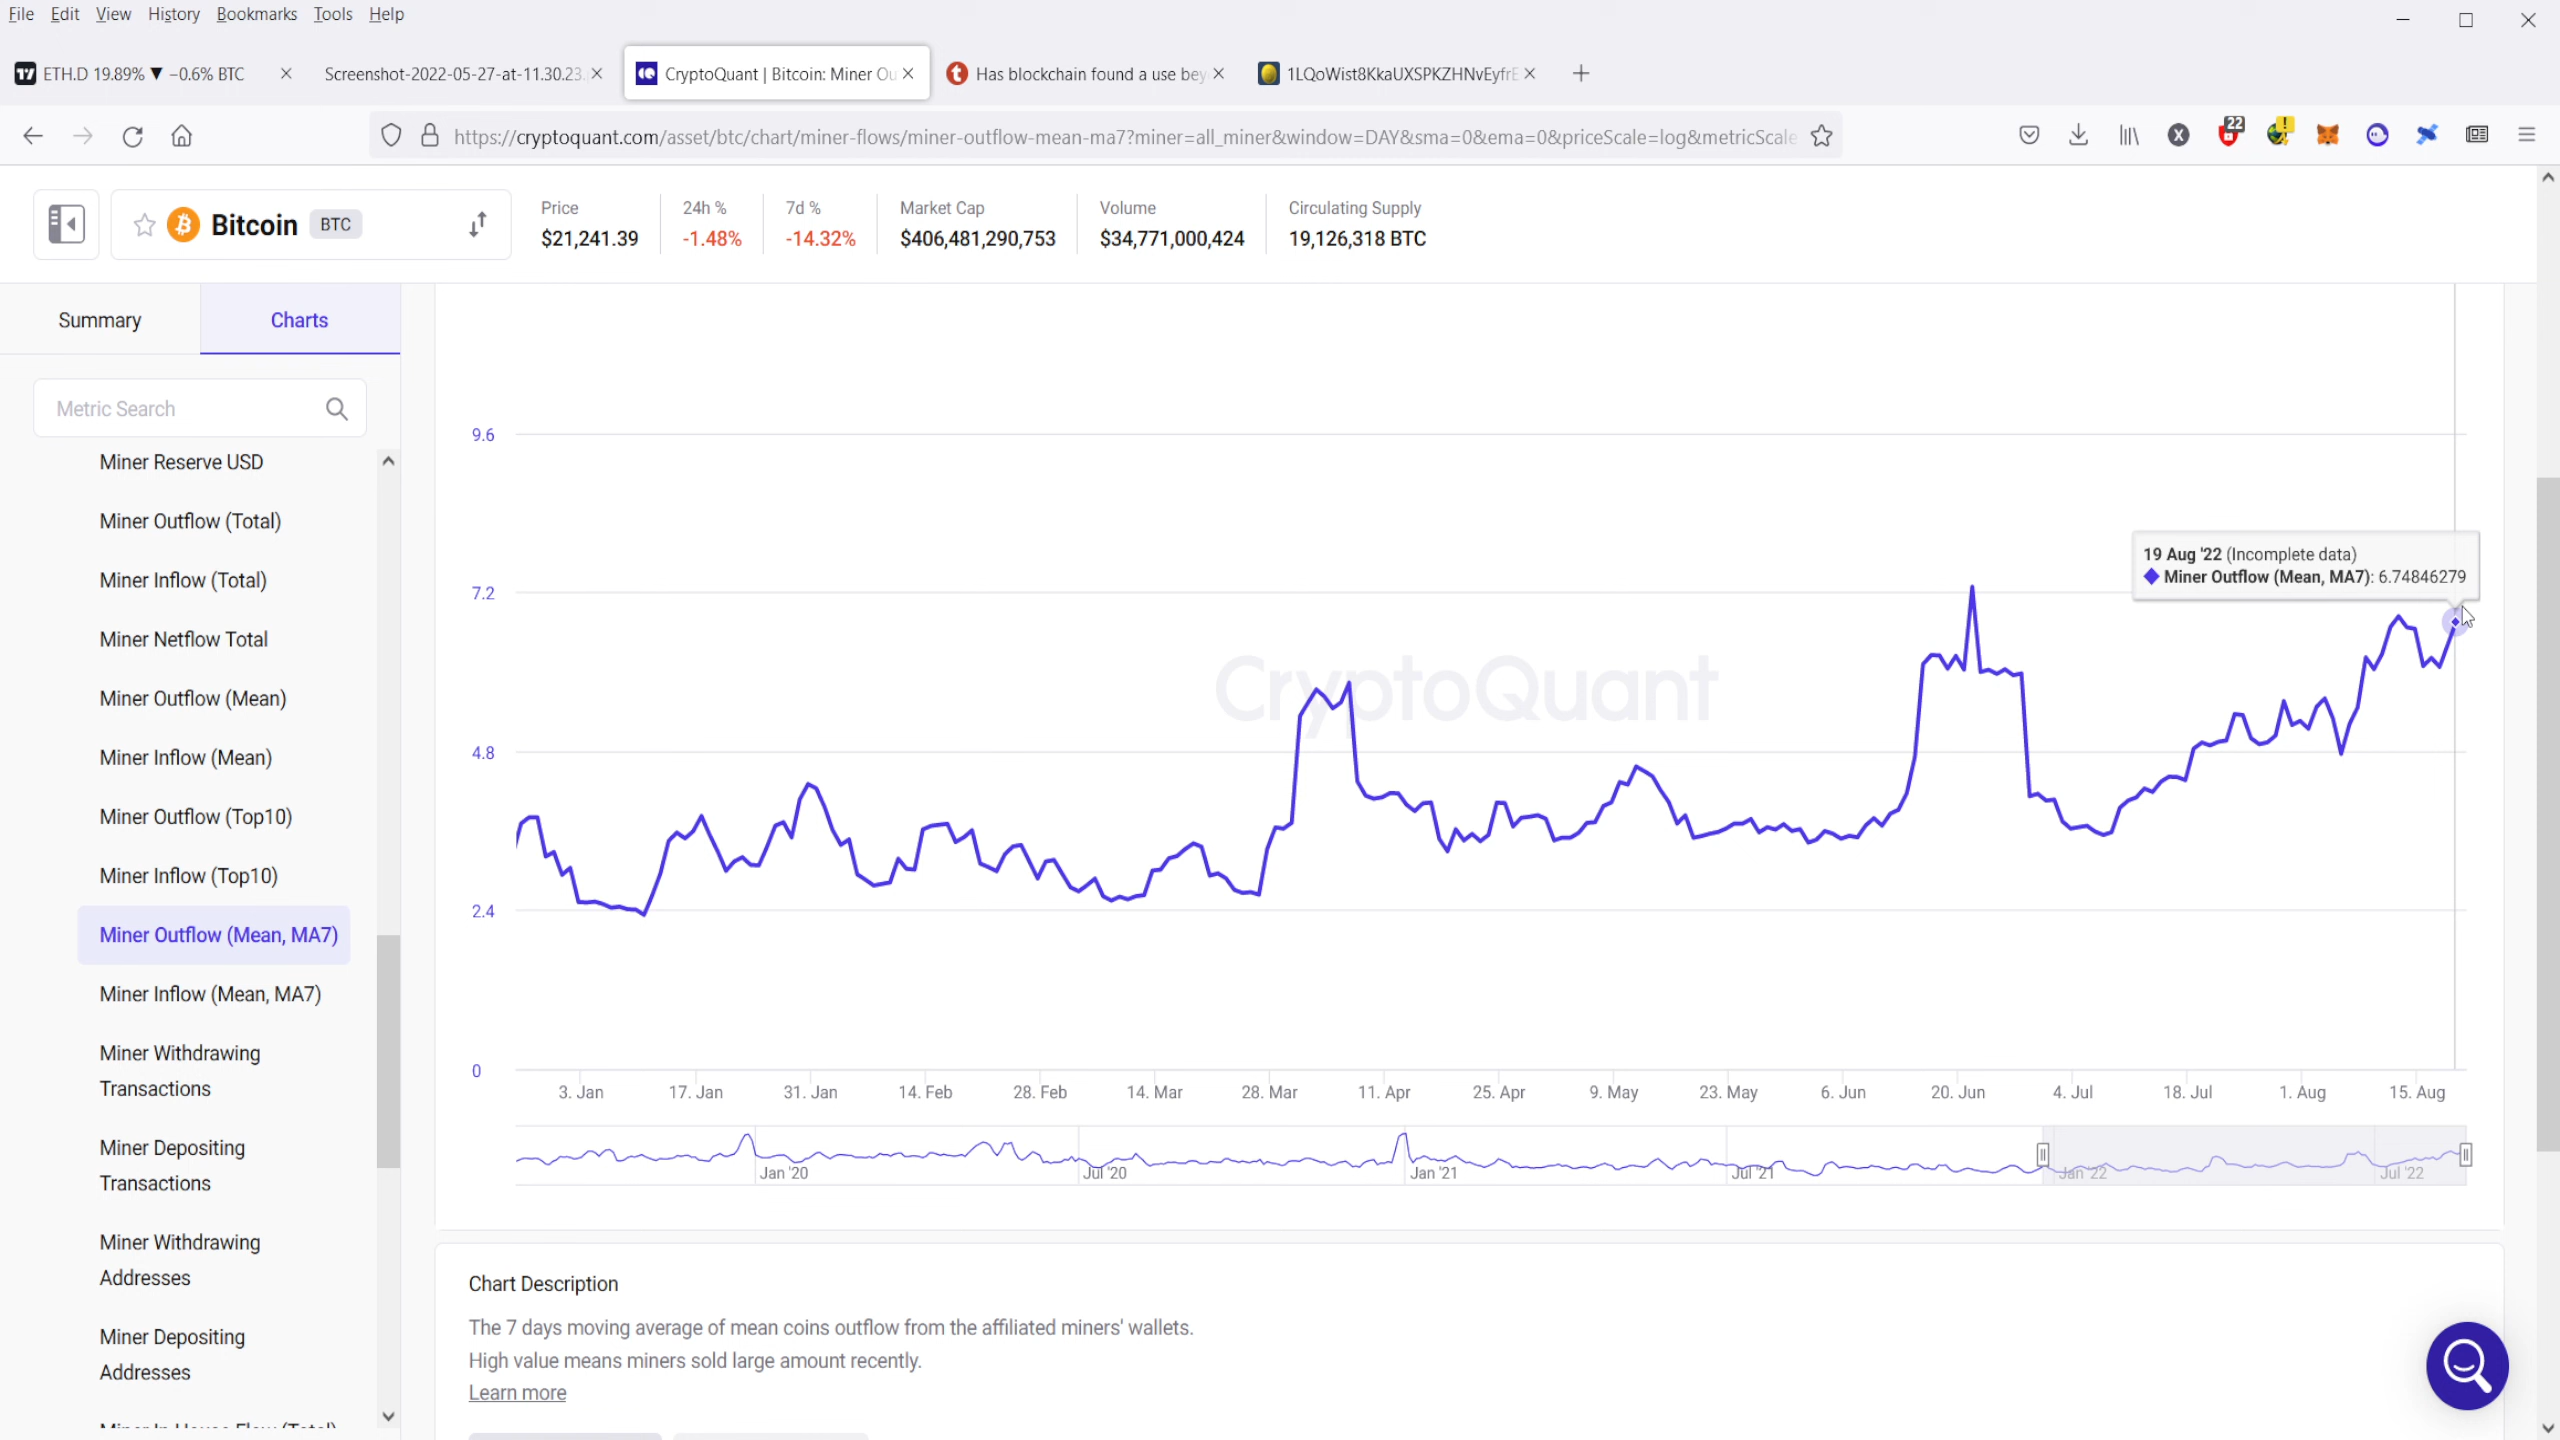 File Edit View History Bookmarks Tools Help
ETH.D 19.89% ▼ −0.6% BTC
Screenshot-2022-05-27-at-11.30.23
CryptoQuant | Bitcoin: Miner Ou
Has blockchain found a use bey
1LQoWist8KkaUXSPKZHNvEyfrE
https://cryptoquant.com/asset/btc/chart/miner-flows/miner-outflow-mean-ma7?miner=all_miner&window=DAY&sma=0&ema=0&priceScale=log&metricScale
22
Bitcoin BTC
Price 24h % 7d % Market Cap Volume Circulating Supply
$21,241.39 -1.48% -14.32% $406,481,290,753 $34,771,000,424 19,126,318 BTC
Summary Charts
Metric Search
Miner Reserve USD
Miner Outflow (Total)
Miner Inflow (Total)
Miner Netflow Total
Miner Outflow (Mean)
Miner Inflow (Mean)
Miner Outflow (Top10)
Miner Inflow (Top10)
Miner Outflow (Mean, MA7)
Miner Inflow (Mean, MA7)
Miner Withdrawing
Transactions
Miner Depositing
Transactions
Miner Withdrawing
Addresses
Miner Depositing
Addresses
9.6
7.2
4.8
2.4
0
CryptoQuant
19 Aug '22 (Incomplete data)
Miner Outflow (Mean, MA7): 6.74846279
3. Jan 17. Jan 31. Jan 14. Feb 28. Feb 14. Mar 28. Mar 11. Apr 25. Apr 9. May 23. May 6. Jun 20. Jun 4. Jul 18. Jul 1. Aug 15. Aug
Jan '20 Jul '20 Jan '21 Jul '21 Jan '22 Jul '22
Chart Description
The 7 days moving average of mean coins outflow from the affiliated miners' wallets.
High value means miners sold large amount recently.
Learn more